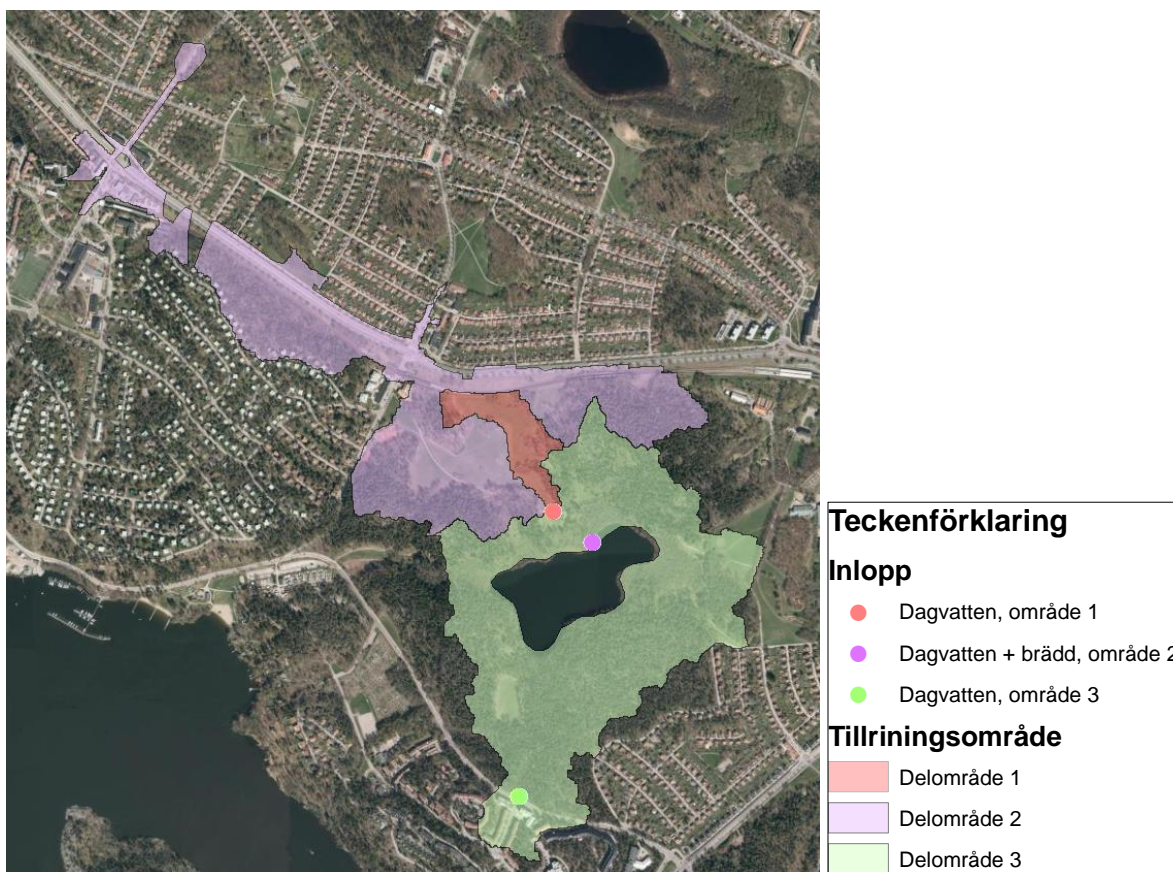 Teckenförklaring
Inlopp
Dagvatten, område 1
Dagvatten + brädd, område 2
Dagvatten, område 3
Tillriningsområde
Delområde 1
Delområde 2
Delområde 3